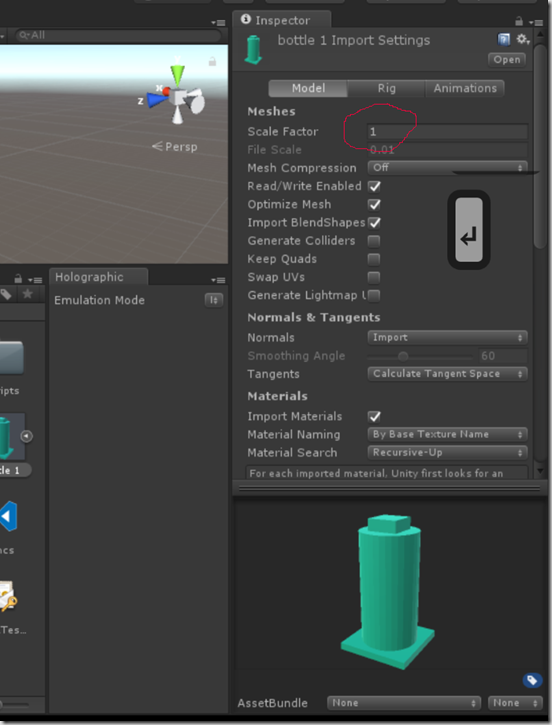 Inspector
All
bottle 1 Import Settings
Open
Model Rig Animations
Meshes
Scale Factor 1
File Scale 0.01
Mesh Compression Off
Read/Write Enabled
Optimize Mesh
Import BlendShapes
Generate Colliders
Keep Quads
Swap UVs
Generate Lightmap U
x
z
Persp
Holographic
Emulation Mode
Normals & Tangents
Normals Import
Smoothing Angle 60
Tangents Calculate Tangent Space
Materials
Import Materials
Material Naming By Base Texture Name
Material Search Recursive-Up
For each imported material, Unity first looks for an
ripts
tle 1
ncs
Tes...
AssetBundle None None